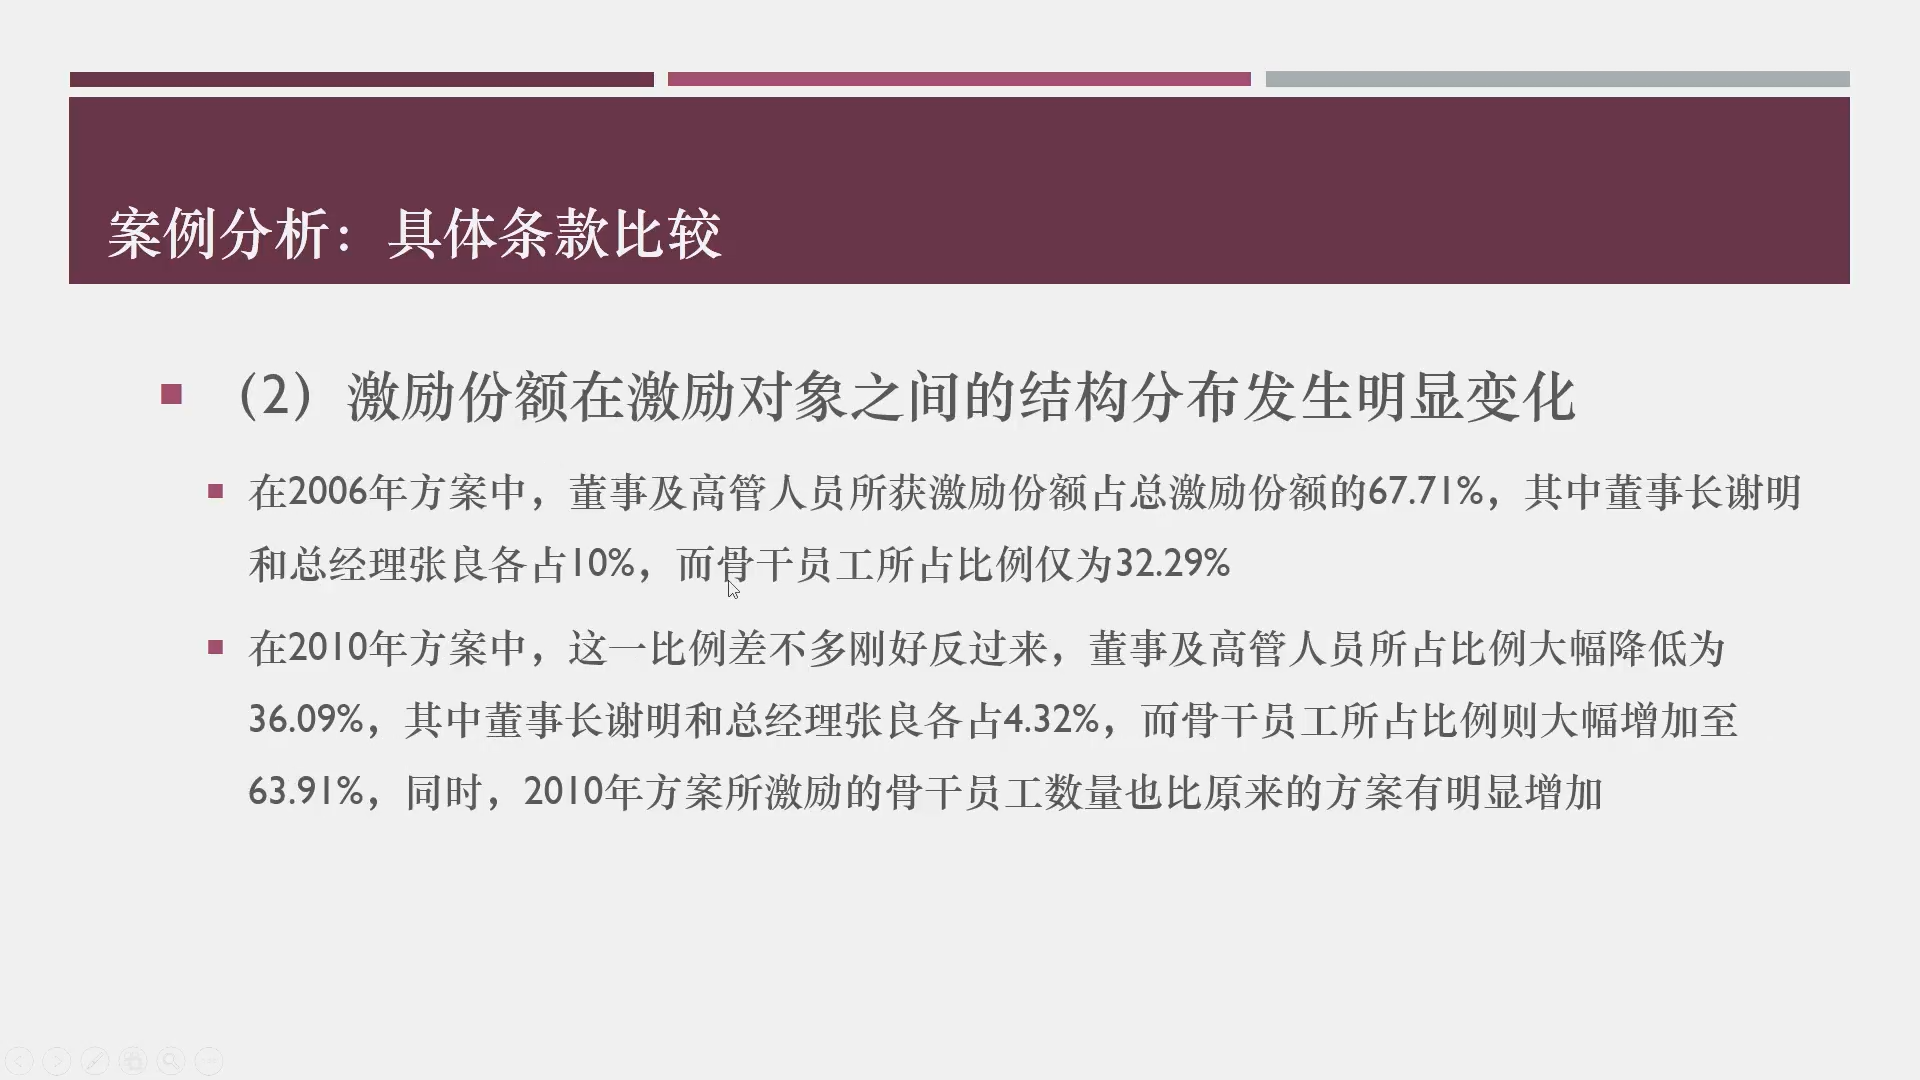 案例分析：具体条款比较
（2）激励份额在激励对象之间的结构分布发生明显变化
在2006年方案中，董事及高管人员所获激励份额占总激励份额的67.71%，其中董事长谢明
和总经理张良各占10%，而骨干员工所占比例仅为32.29%
在2010年方案中，这一比例差不多刚好反过来，董事及高管人员所占比例大幅降低为
36.09%，其中董事长谢明和总经理张良各占4.32%，而骨干员工所占比例则大幅增加至
63.91%，同时，2010年方案所激励的骨干员工数量也比原来的方案有明显增加